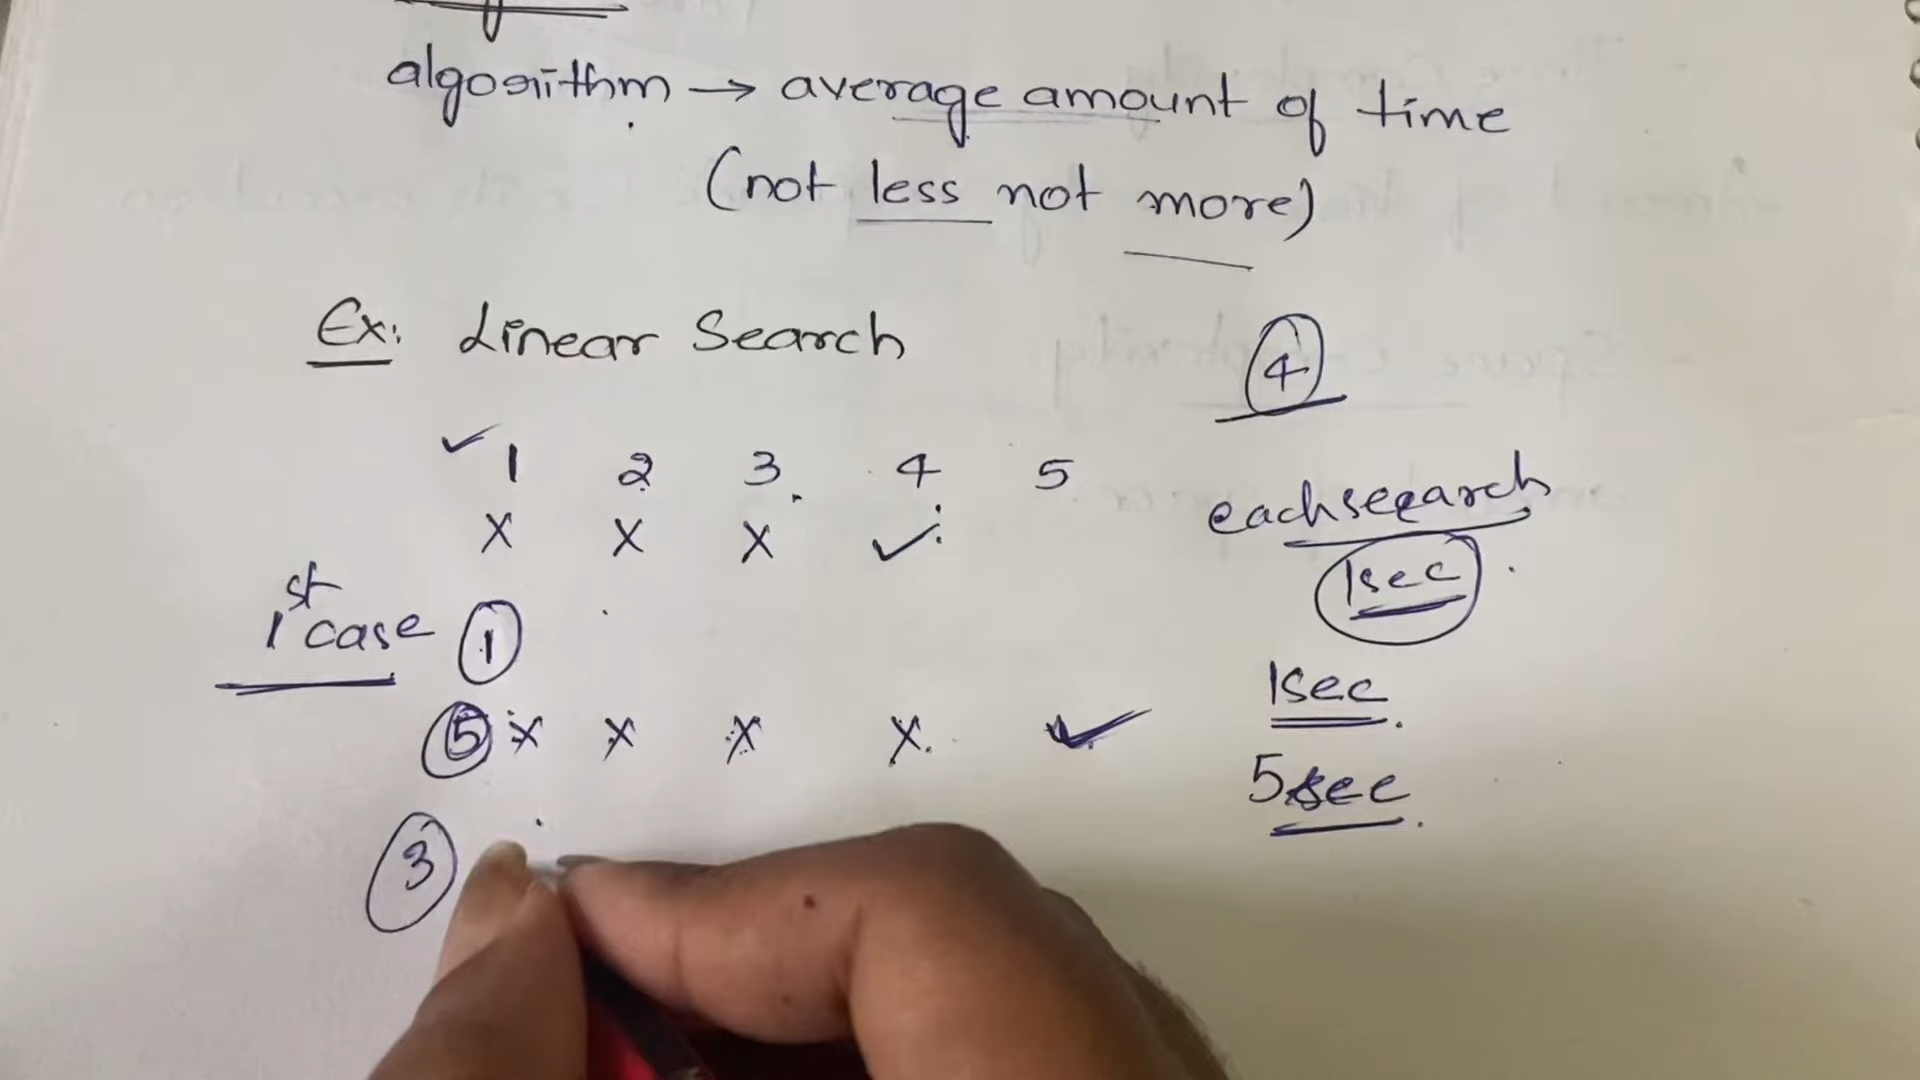 algorithm → average amount of time
(not less not more)
Ex: Linear Search
4
✓ 1 2 3 4 5
X X X ✓
each search
1sec
1st case 1
1sec
5 X X X X ✓
5sec
3